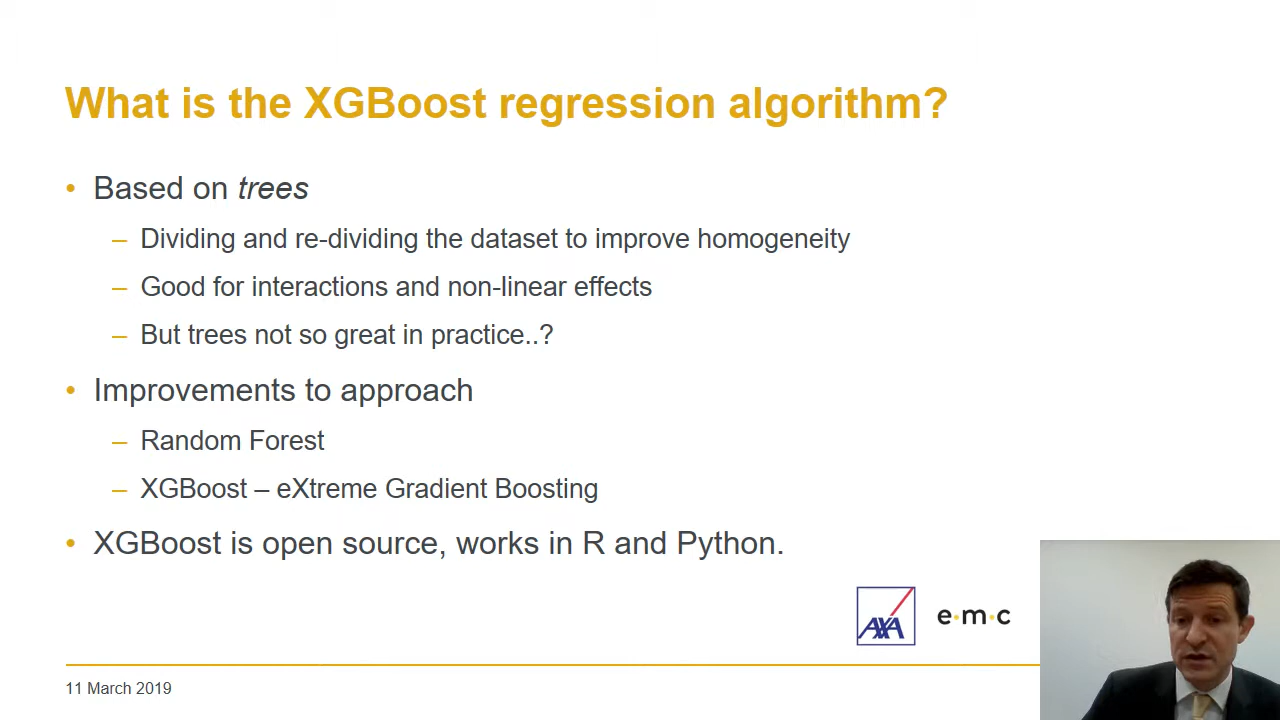 What is the XGBoost regression algorithm?
• Based on trees
– Dividing and re-dividing the dataset to improve homogeneity
– Good for interactions and non-linear effects
– But trees not so great in practice..?
• Improvements to approach
– Random Forest
– XGBoost – eXtreme Gradient Boosting
• XGBoost is open source, works in R and Python.
AXA
e·m·c
11 March 2019